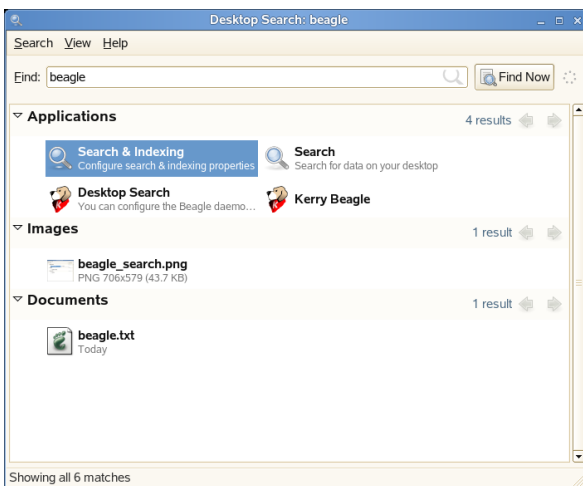 Desktop Search: beagle
Search View Help
Find: beagle Find Now
Applications 4 results
Search & Indexing
Configure search & indexing properties
Search
Search for data on your desktop
Desktop Search
You can configure the Beagle daemo...
Kerry Beagle
Images 1 result
beagle_search.png
PNG 706x579 (43.7 KB)
Documents 1 result
beagle.txt
Today
Showing all 6 matches